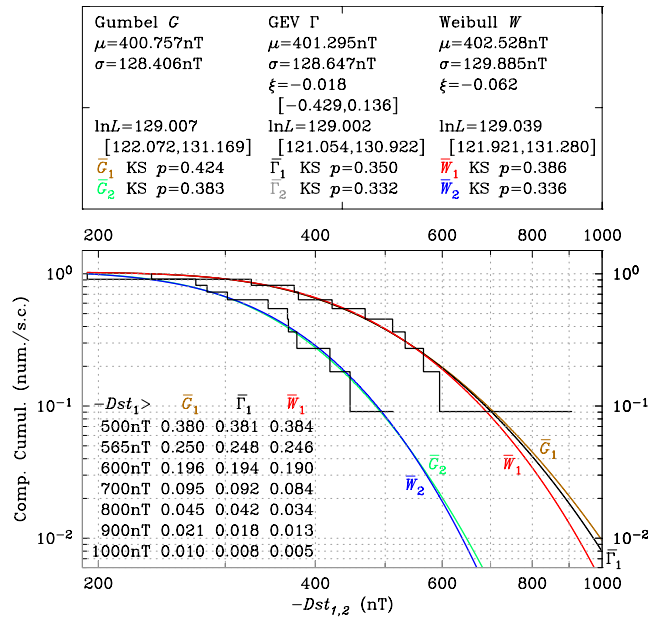 Gumbel G GEV Γ Weibull W
μ=400.757nT μ=401.295nT μ=402.528nT
σ=128.406nT σ=128.647nT σ=129.885nT
ξ=−0.018 ξ=−0.062
[−0.429,0.136]
lnL=129.007 lnL=129.002 lnL=129.039
[122.072,131.169] [121.054,130.922] [121.921,131.280]
G̅₁ KS p=0.424 Γ̅₁ KS p=0.350 W̅₁ KS p=0.386
G̅₂ KS p=0.383 Γ̅₂ KS p=0.332 W̅₂ KS p=0.336
200 400 600 800 1000
10⁰ 10⁰
10⁻¹ 10⁻¹
10⁻² 10⁻²
Comp. Cumul. (num./s.c.)
−Dst₁> G̅₁ Γ̅₁ W̅₁
500nT 0.380 0.381 0.384
565nT 0.250 0.248 0.246
600nT 0.196 0.194 0.190
700nT 0.095 0.092 0.084
800nT 0.045 0.042 0.034
900nT 0.021 0.018 0.013
1000nT 0.010 0.008 0.005
G̅₂
W̅₂
G̅₁
W̅₁
Γ̅₁
200 400 600 800 1000
−Dst₁,₂ (nT)